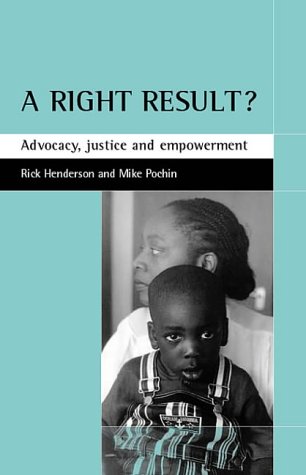 A RIGHT RESULT?
Advocacy, justice and empowerment
Rick Henderson and Mike Pochin